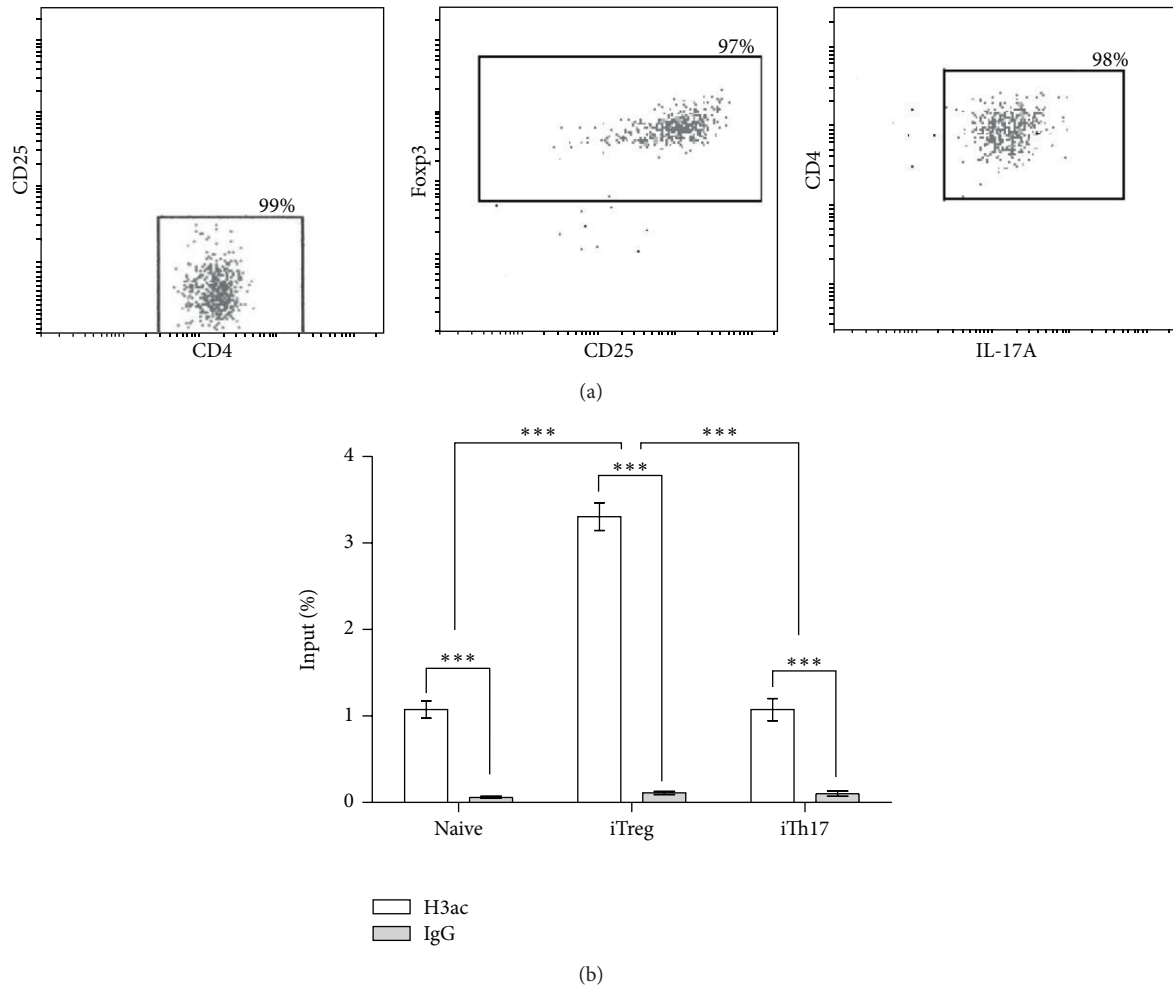 99%
CD25
CD4
97%
Foxp3
CD25
98%
CD4
IL-17A
(a)
*** ***
***
*** ***
4
3
2
1
0
Input (%)
Naive iTreg iTh17
H3ac
IgG
(b)